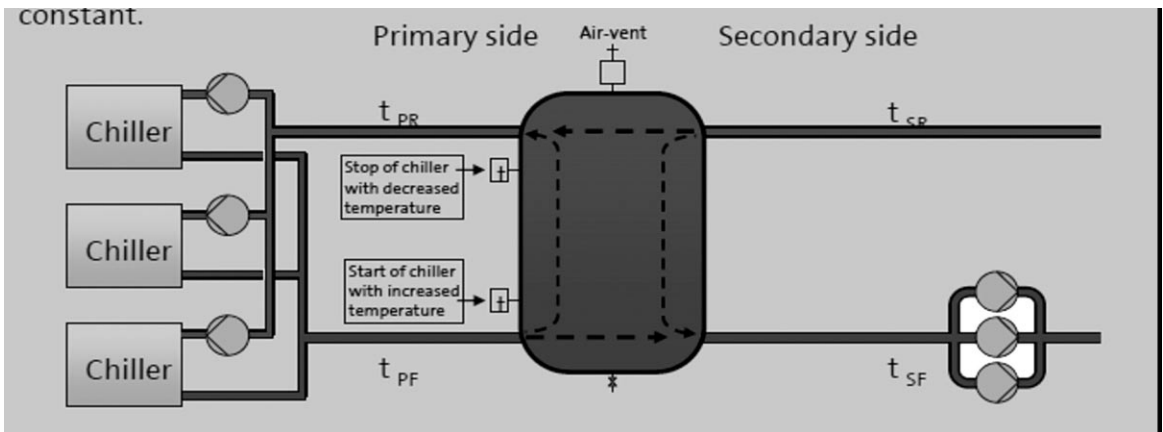 constant.
Primary side
Air-vent
Secondary side
t PR
t SR
Chiller
Stop of chiller
with decreased
temperature
t
Chiller
Start of chiller
with increased
temperature
t
Chiller
t PF
t SF